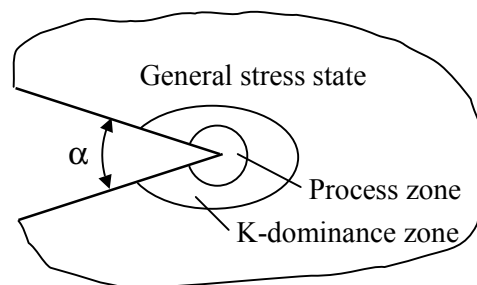 General stress state
α
Process zone
K-dominance zone